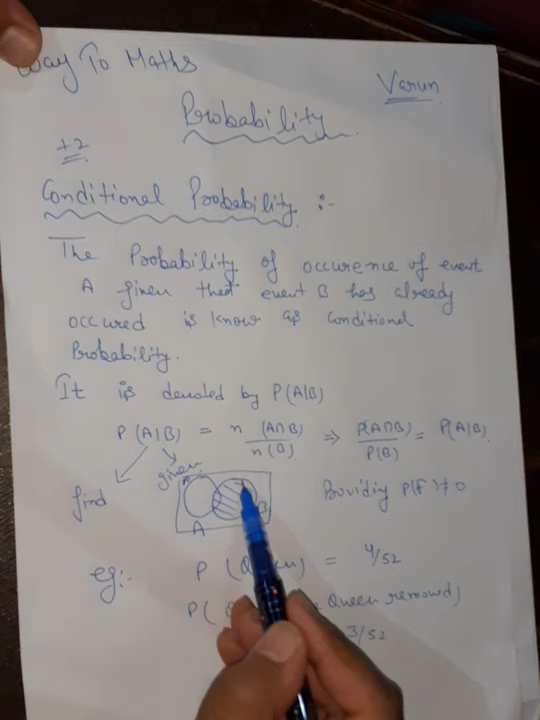 Way To Maths
Varun
Probability
+2
Conditional Probability :-
The Probability of occurence of event
A given that event B has already
occured is know as conditional
Probability.
It is denoted by P(A|B)
P(A|B) = n (A∩B) / n(B) ⇒ P(A∩B) / P(B) = P(A|B)
find given
A B
Providing P(F) ≠ 0
eg:- P ( ) = 4/52
P( Queen removed)
3/52